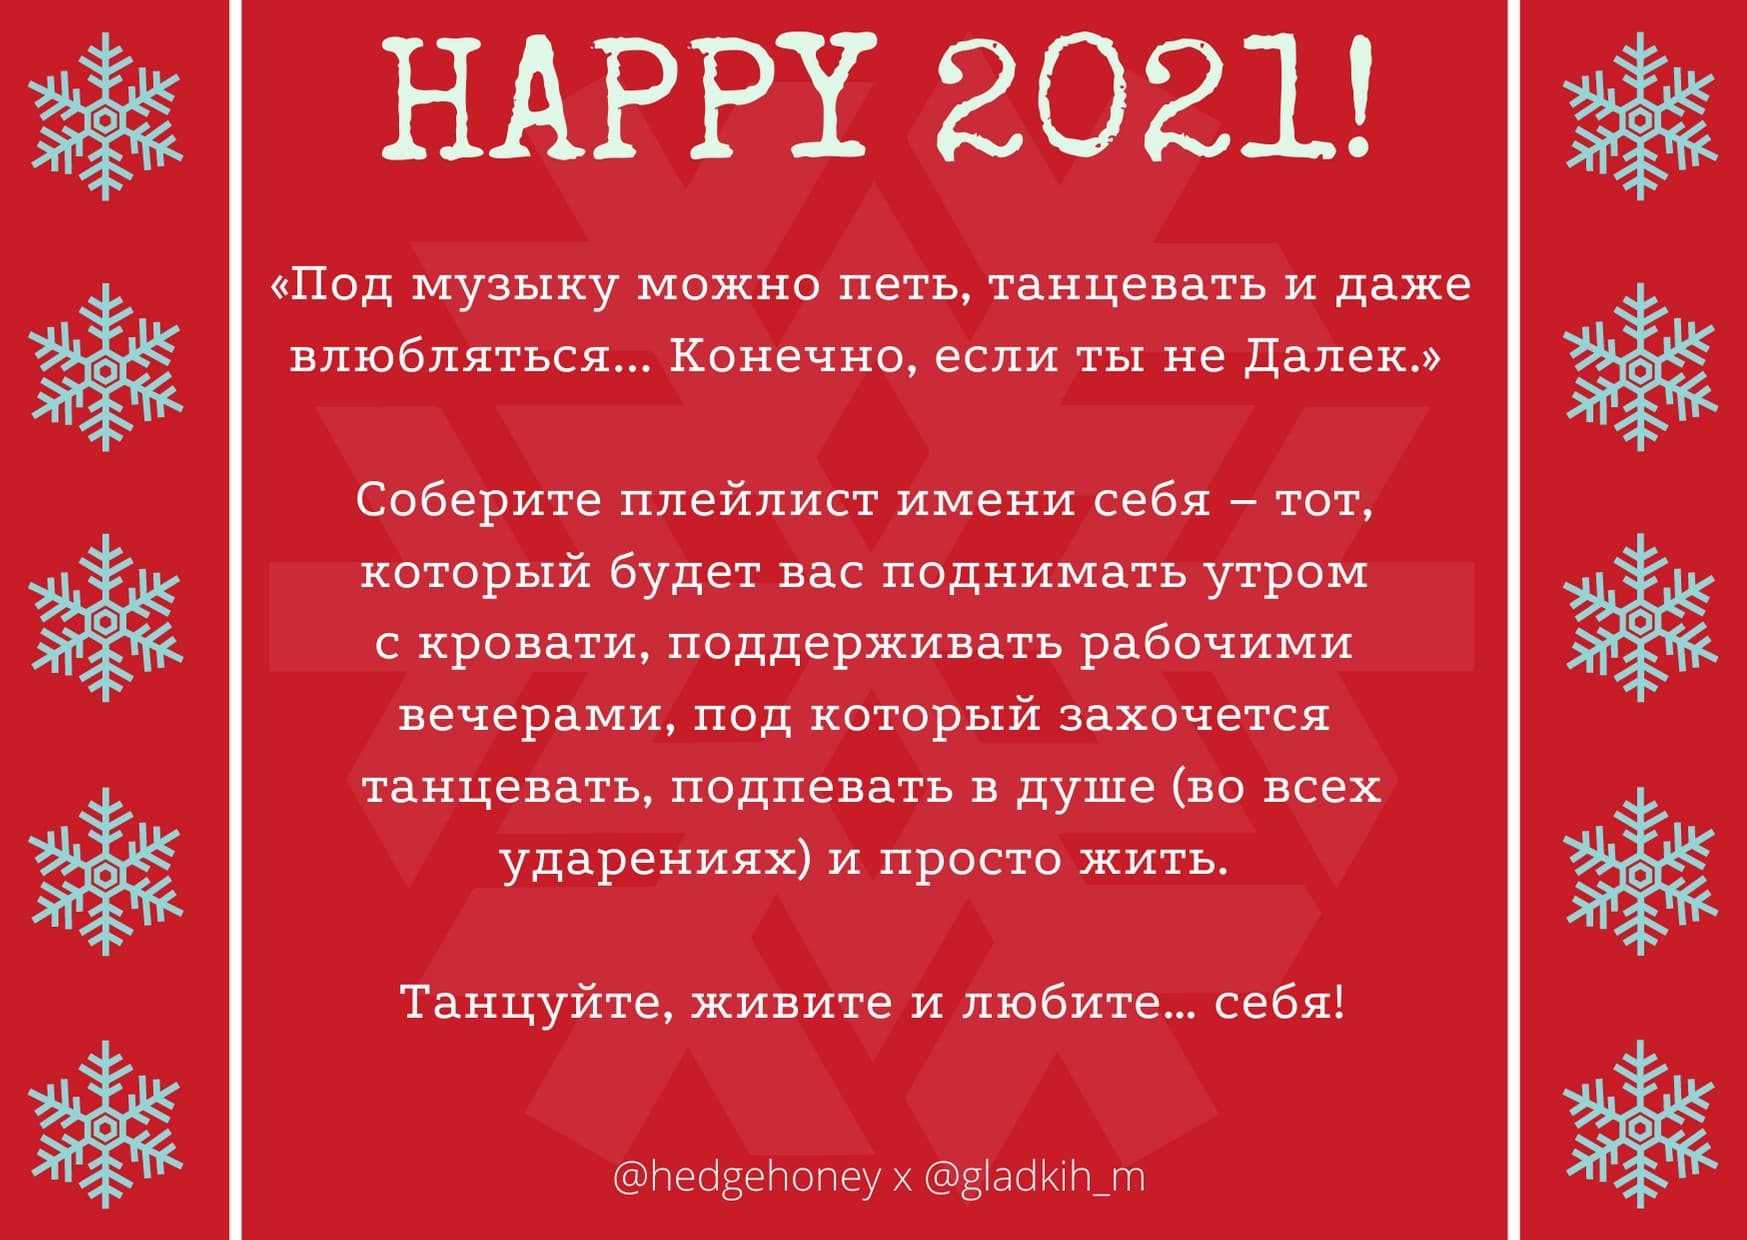 HAPPY 2021!
«Под музыку можно петь, танцевать и даже
влюбляться... Конечно, если ты не Далек.»
Соберите плейлист имени себя – тот,
который будет вас поднимать утром
с кровати, поддерживать рабочими
вечерами, под который захочется
танцевать, подпевать в душе (во всех
ударениях) и просто жить.
Танцуйте, живите и любите... себя!
@hedgehoney x @gladkih_m